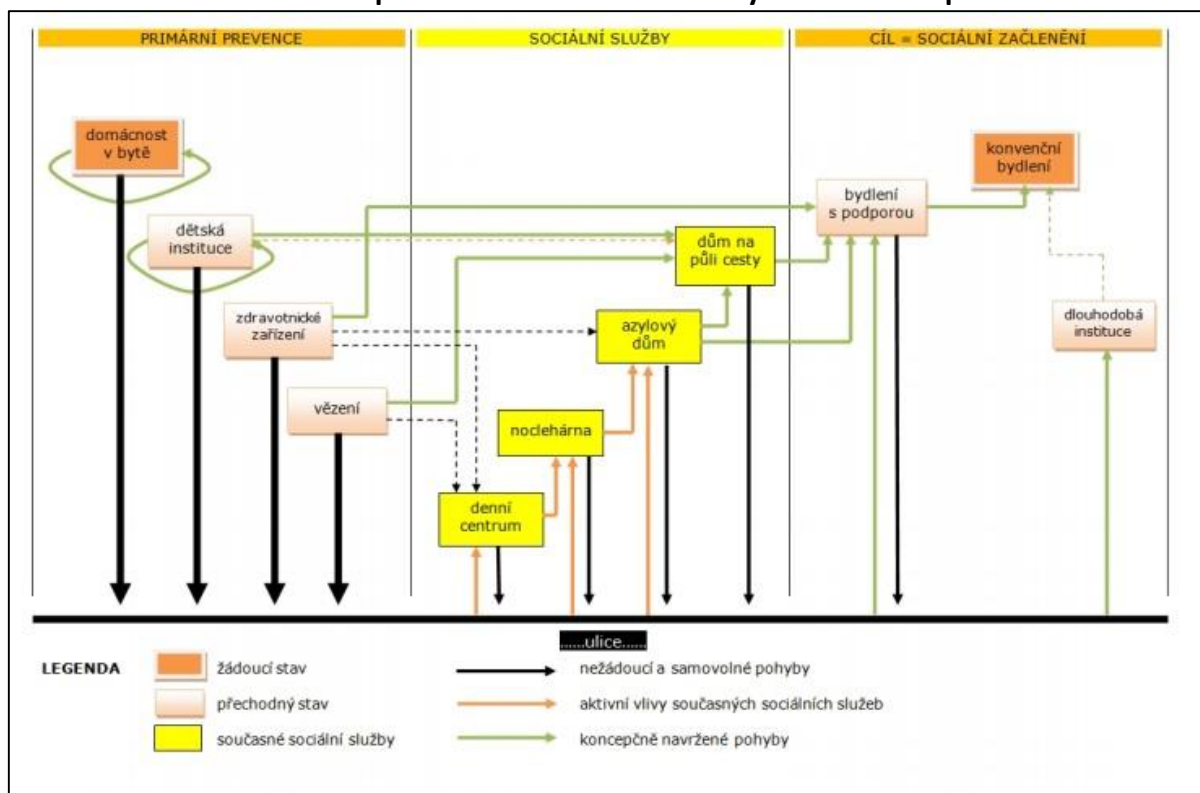 PRIMÁRNÍ PREVENCE
SOCIÁLNÍ SLUŽBY
CÍL = SOCIÁLNÍ ZAČLENĚNÍ
domácnost
v bytě
konvenční
bydlení
bydlení
s podporou
dětská
instituce
dům na
půli cesty
zdravotnické
zařízení
azylový
dům
dlouhodobá
instituce
vězení
noclehárna
denní
centrum
......ulice......
LEGENDA
žádoucí stav
nežádoucí a samovolné pohyby
přechodný stav
aktivní vlivy současných sociálních služeb
současné sociální služby
koncepčně navržené pohyby